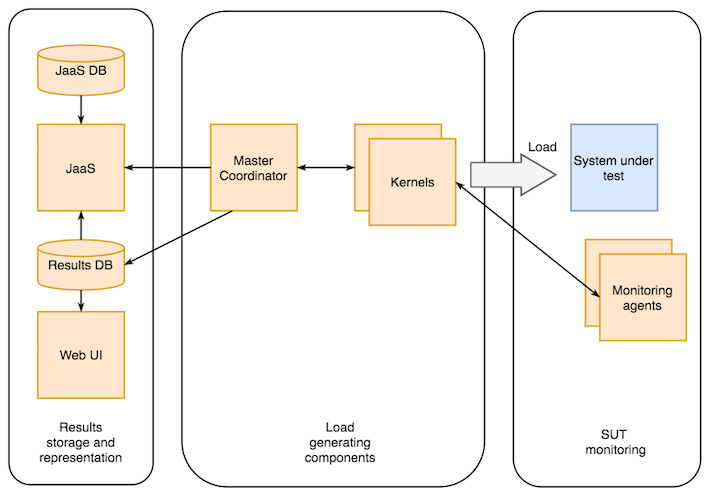 JaaS DB
JaaS
Results DB
Web UI
Results
storage and
representation
Master
Coordinator
Kernels
Load
generating
components
Load
System under
test
Monitoring
agents
SUT
monitoring